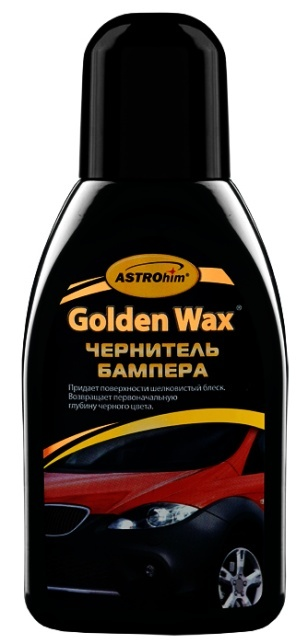 ASTROhim®
Golden Wax®
ЧЕРНИТЕЛЬ
БАМПЕРА
Придает поверхности шелковистый блеск.
Возвращает первоначальную
глубину черного цвета.